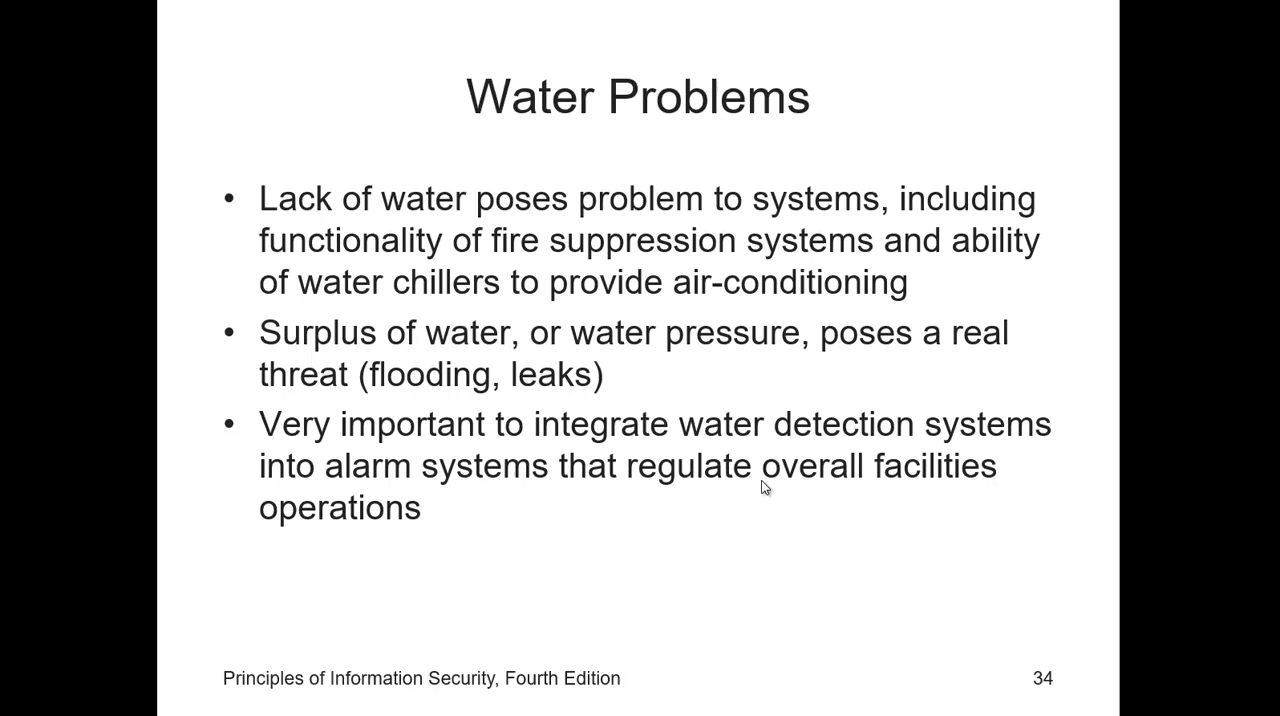 Water Problems
• Lack of water poses problem to systems, including
functionality of fire suppression systems and ability
of water chillers to provide air-conditioning
• Surplus of water, or water pressure, poses a real
threat (flooding, leaks)
• Very important to integrate water detection systems
into alarm systems that regulate overall facilities
operations
Principles of Information Security, Fourth Edition
34